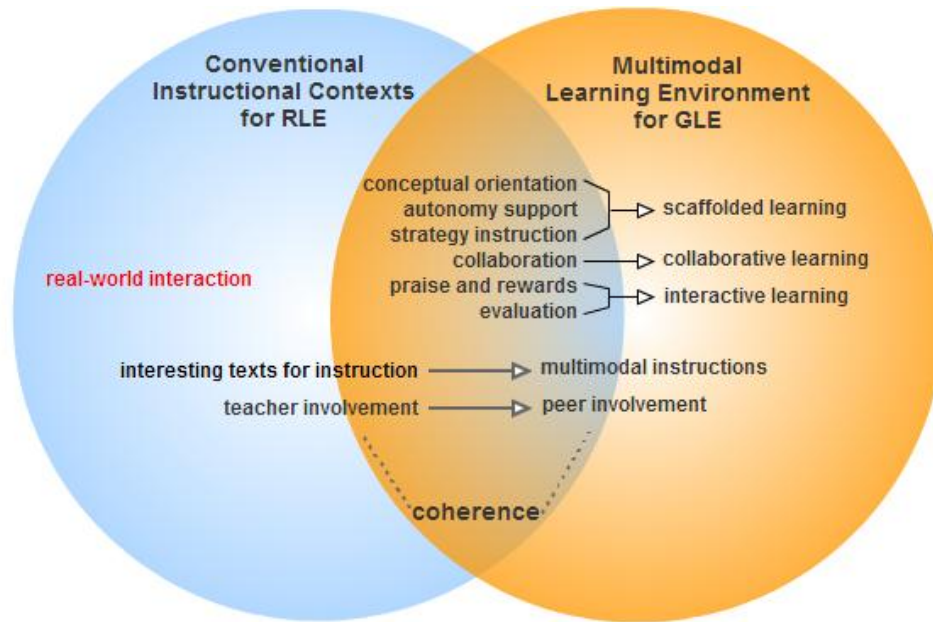 Conventional
Instructional Contexts
for RLE
Multimodal
Learning Environment
for GLE
conceptual orientation
autonomy support
strategy instruction
scaffolded learning
collaboration
collaborative learning
praise and rewards
evaluation
interactive learning
real-world interaction
interesting texts for instruction
multimodal instructions
teacher involvement
peer involvement
coherence